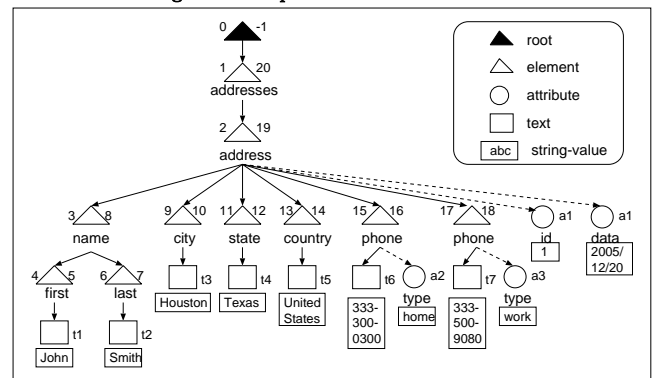 0 -1
root
1 20
element
addresses
attribute
2 19
text
address
abc string-value
3 8
9 10
11 12
13 14
15 16
17 18
a1
a1
name
city
state
country
phone
phone
id
data
4 5
6 7
t3
t4
t5
t6
a2
t7
a3
1
2005/
12/20
first
last
Houston
Texas
United
States
type
type
333-
300-
0300
home
333-
500-
9080
work
t1
t2
John
Smith